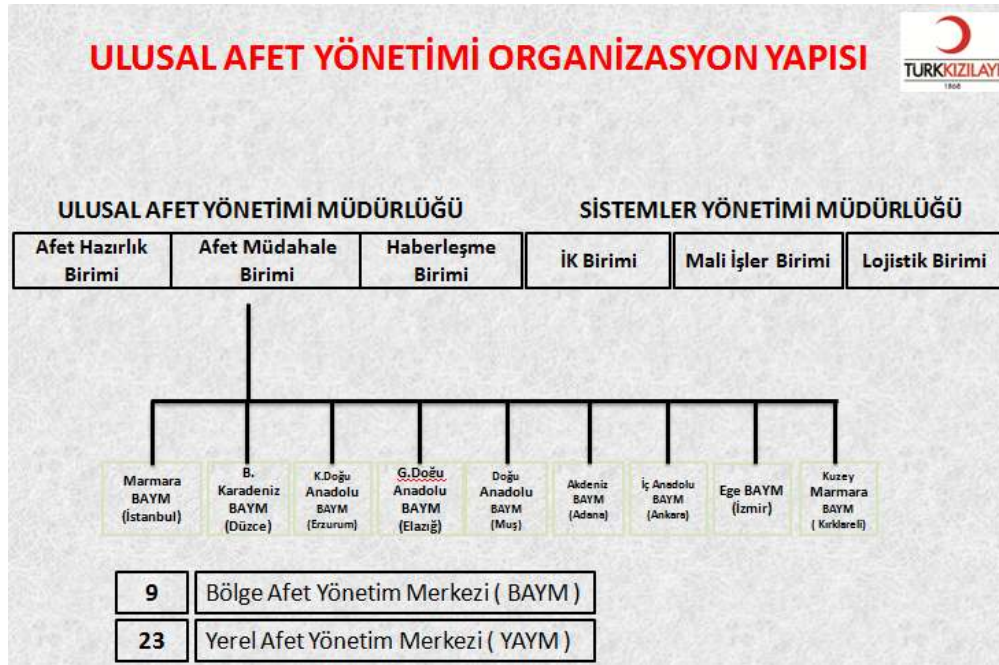 ULUSAL AFET YÖNETİMİ ORGANİZASYON YAPISI
TURKKIZILAYI
1868
ULUSAL AFET YÖNETİMİ MÜDÜRLÜĞÜ
SİSTEMLER YÖNETİMİ MÜDÜRLÜĞÜ
Afet Hazırlık
Birimi
Afet Müdahale
Birimi
Haberleşme
Birimi
İK Birimi
Mali İşler Birimi
Lojistik Birimi
Marmara
BAYM
(İstanbul)
B.
Karadeniz
BAYM
(Düzce)
K.Doğu
Anadolu
BAYM
(Erzurum)
G.Doğu
Anadolu
BAYM
(Elazığ)
Doğu
Anadolu
BAYM
(Muş)
Akdeniz
BAYM
(Adana)
İç Anadolu
BAYM
(Ankara)
Ege BAYM
(İzmir)
Kuzey
Marmara
BAYM
( Kırklareli)
9
Bölge Afet Yönetim Merkezi ( BAYM )
23
Yerel Afet Yönetim Merkezi ( YAYM )